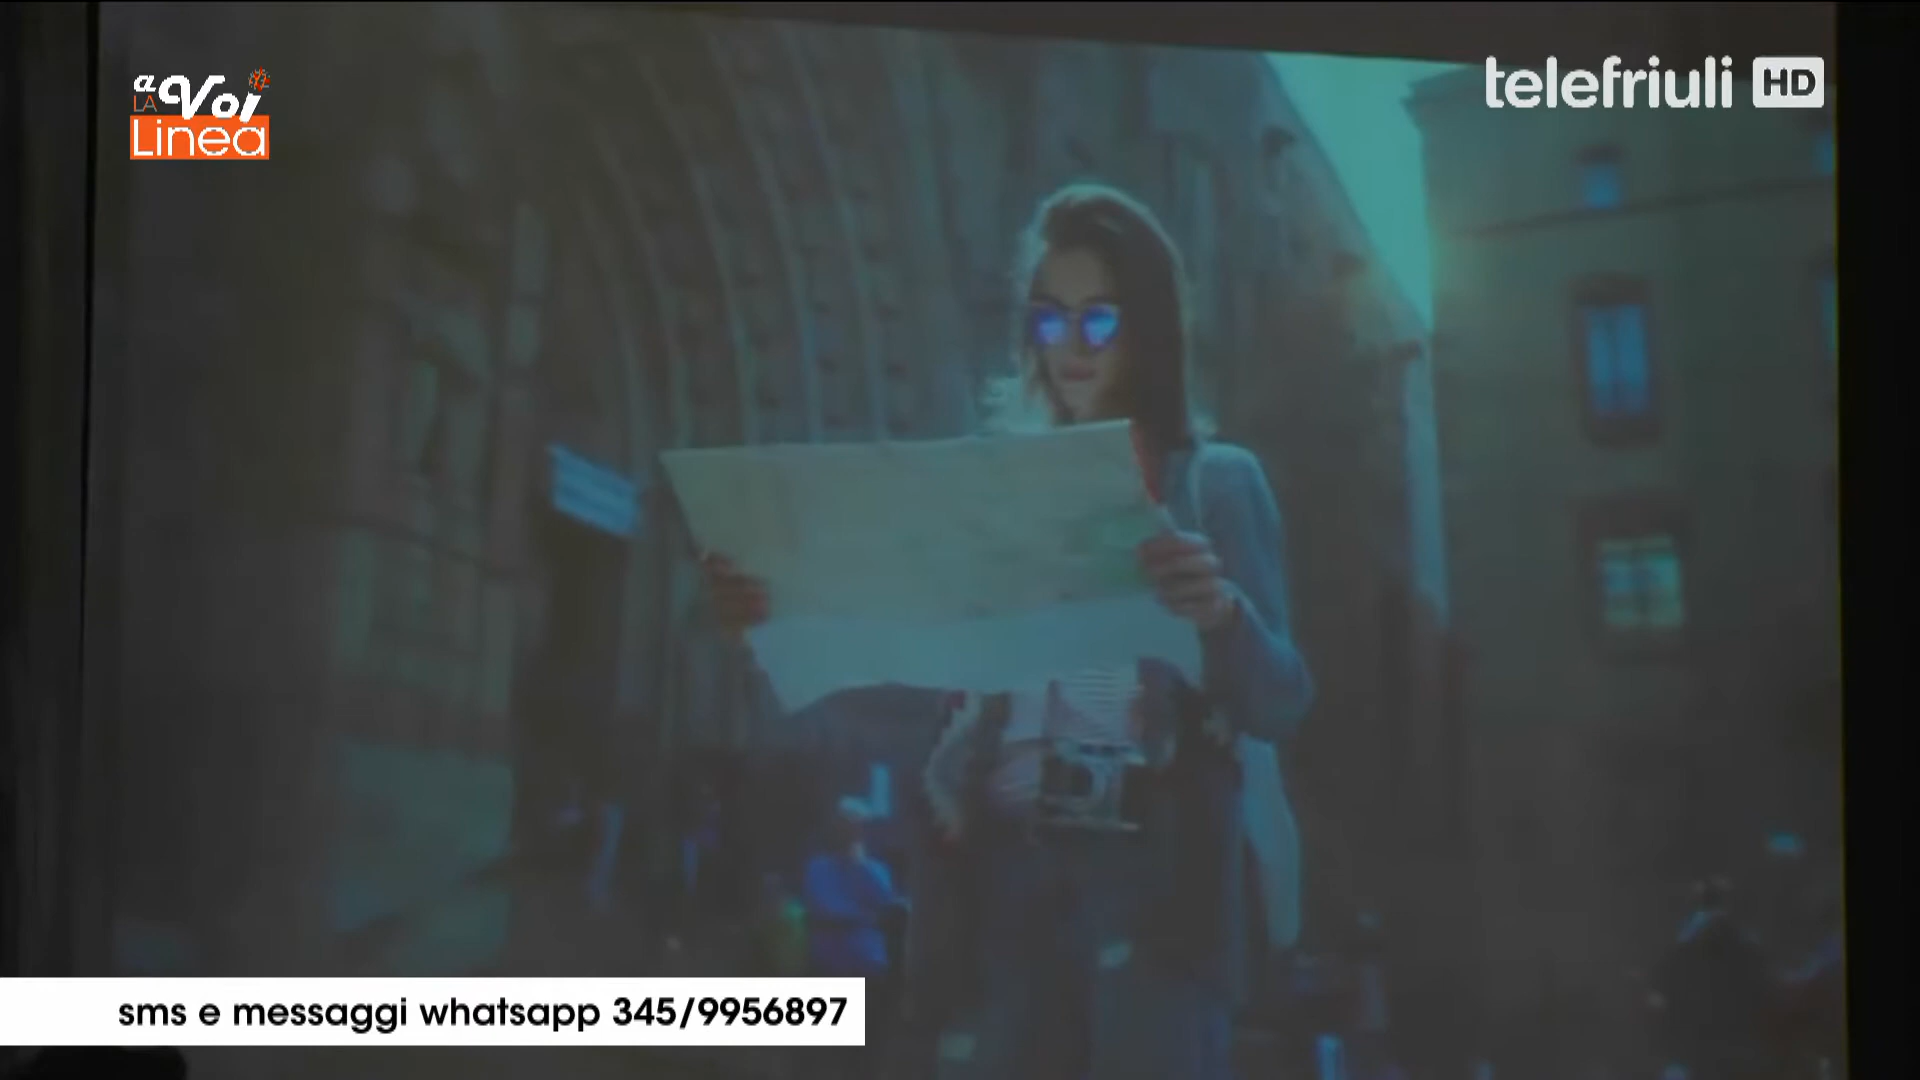 a Voi
LA
Linea
telefriuli HD
sms e messaggi whatsapp 345/9956897